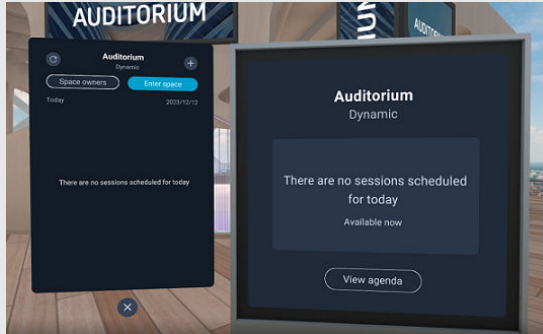 AUDITORIUM
Auditorium
Dynamic
Space owners
Enter space
Today
2023/12/12
There are no sessions scheduled for today
AUDITO
Auditorium
Dynamic
There are no sessions scheduled
for today
Available now
View agenda